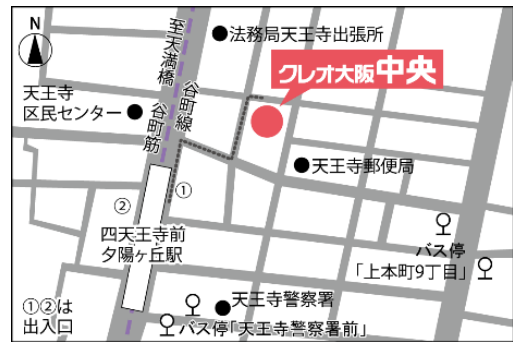 N
至天満橋
谷町線
谷町筋
法務局天王寺出張所
クレオ大阪中央
天王寺
区民センター
天王寺郵便局
①
②
四天王寺前
夕陽ヶ丘駅
バス停
「上本町9丁目」
①②は
出入口
天王寺警察署
バス停「天王寺警察署前」